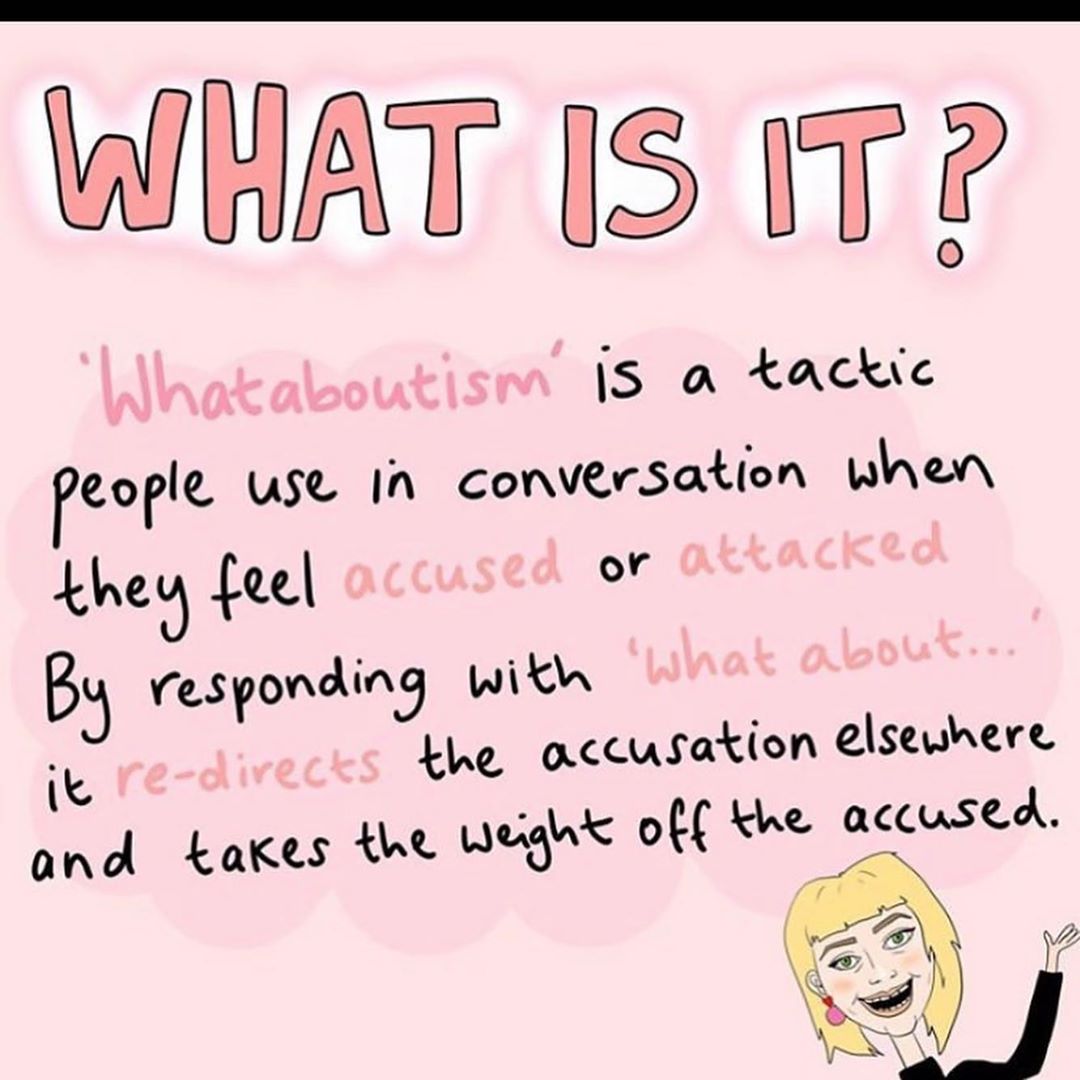 WHAT IS IT?
'Whataboutism' is a tactic
people use in conversation when
they feel accused or attacked
By responding with 'what about...'
it re-directs the accusation elsewhere
and takes the weight off the accused.